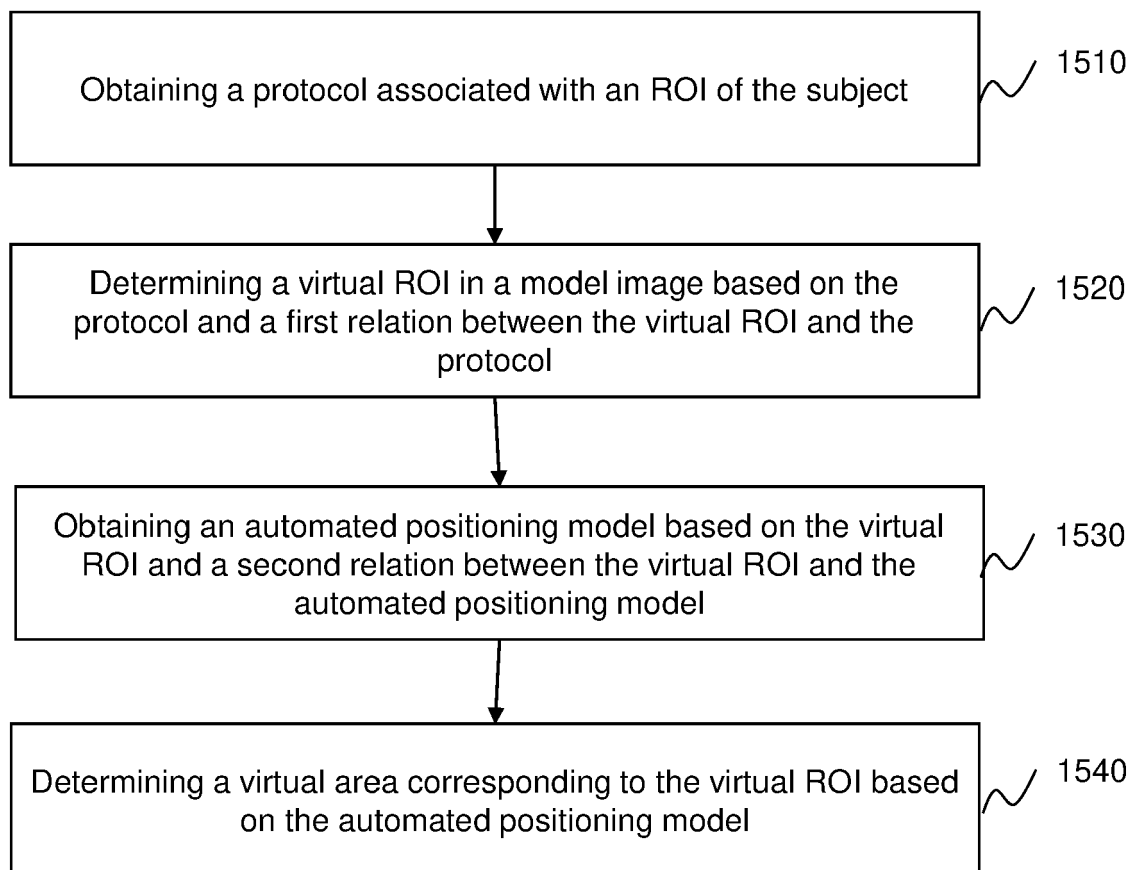 Obtaining a protocol associated with an ROI of the subject
1510
Determining a virtual ROI in a model image based on the
protocol and a first relation between the virtual ROI and the
protocol
1520
Obtaining an automated positioning model based on the virtual
ROI and a second relation between the virtual ROI and the
automated positioning model
1530
Determining a virtual area corresponding to the virtual ROI based
on the automated positioning model
1540